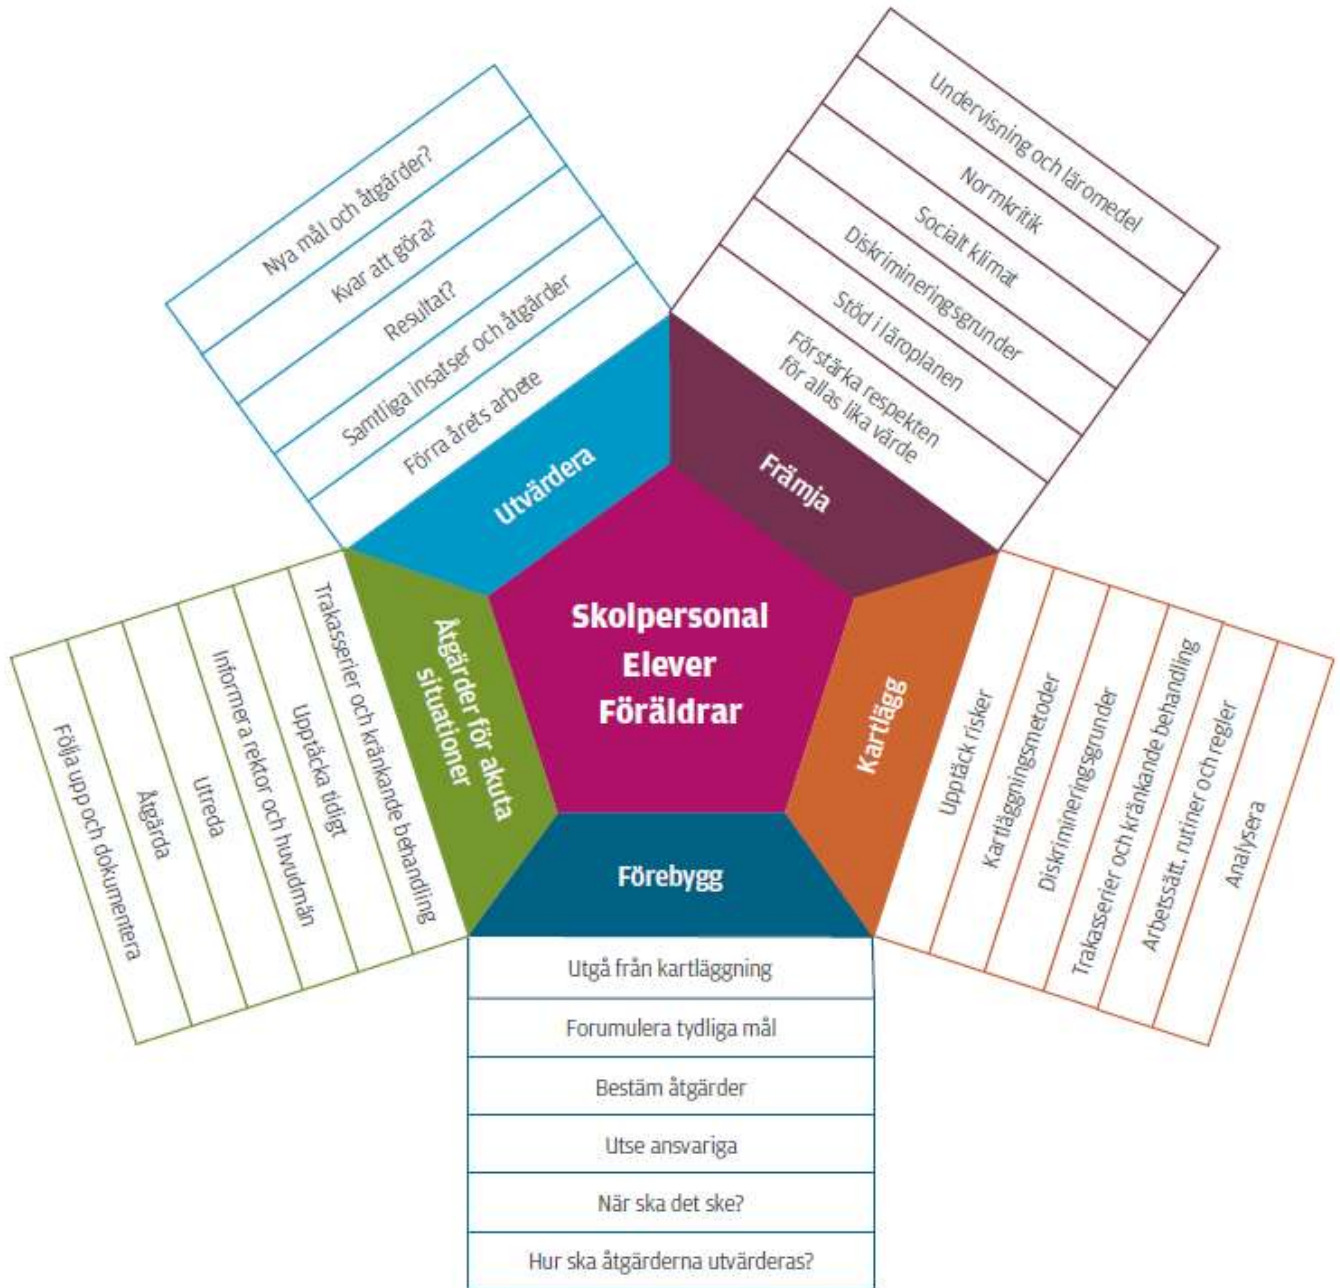 Skolpersonal
Elever
Föräldrar
Främja
Förstärka respekten
för allas lika värde
Stöd i läroplanen
Diskrimineringsgrunder
Socialt klimat
Normkritik
Undervisning och läromedel
Kartlägg
Upptäck risker
Kartläggningsmetoder
Diskrimineringsgrunder
Trakasserier och kränkande behandling
Arbetssätt, rutiner och regler
Analysera
Förebygg
Utgå från kartläggning
Forumulera tydliga mål
Bestäm åtgärder
Utse ansvariga
När ska det ske?
Hur ska åtgärderna utvärderas?
Åtgärder för akuta
situationer
Trakasserier och kränkande behandling
Upptäcka tidigt
Informera rektor och huvudmän
Utreda
Åtgärda
Följa upp och dokumentera
Utvärdera
Förra årets arbete
Samtliga insatser och åtgärder
Resultat?
Kvar att göra?
Nya mål och åtgärder?